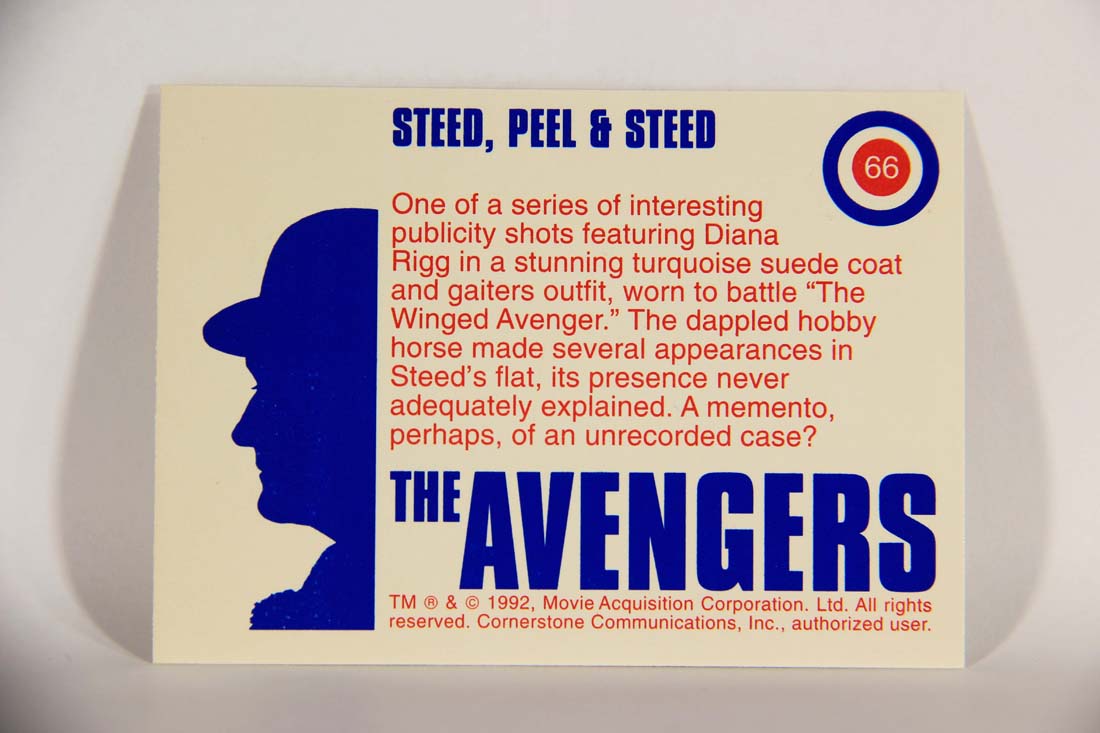 STEED, PEEL & STEED
66
One of a series of interesting
publicity shots featuring Diana
Rigg in a stunning turquoise suede coat
and gaiters outfit, worn to battle “The
Winged Avenger.” The dappled hobby
horse made several appearances in
Steed’s flat, its presence never
adequately explained. A memento,
perhaps, of an unrecorded case?
THE AVENGERS
TM ® & © 1992, Movie Acquisition Corporation. Ltd. All rights
reserved. Cornerstone Communications, Inc., authorized user.